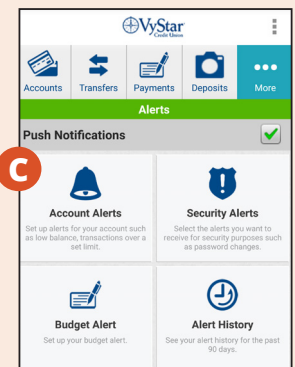 VyStar
Credit Union
Accounts Transfers Payments Deposits More
Alerts
Push Notifications
C
Account Alerts
Set up alerts for your account such
as low balance, transactions over a
set limit.
Security Alerts
Select the alerts you want to
receive for security purposes such
as password changes.
Budget Alert
Set up your budget alert.
Alert History
See your alert history for the past
90 days.